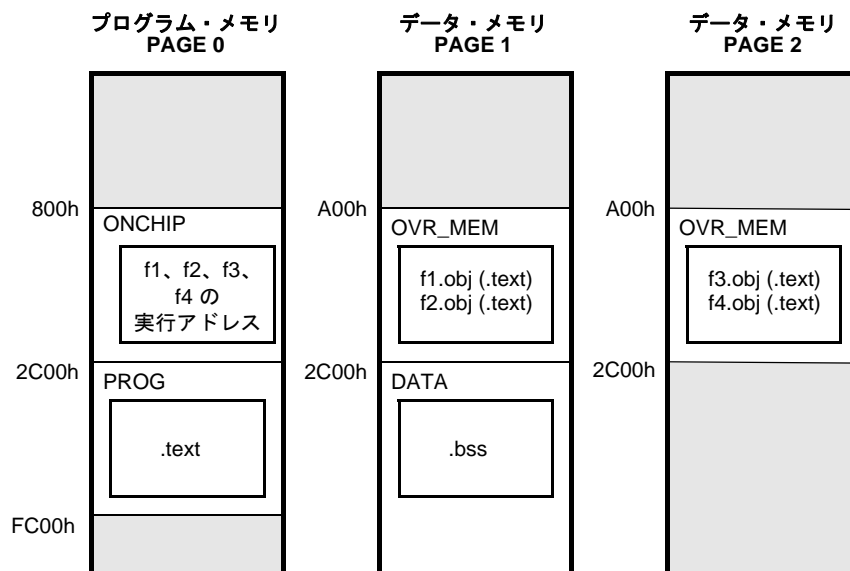 プログラム・メモリ
PAGE 0
データ・メモリ
PAGE 1
データ・メモリ
PAGE 2
800h
ONCHIP
f1、f2、f3、
f4 の
実行アドレス
2C00h
PROG
.text
FC00h
A00h
OVR_MEM
f1.obj (.text)
f2.obj (.text)
2C00h
DATA
.bss
A00h
OVR_MEM
f3.obj (.text)
f4.obj (.text)
2C00h